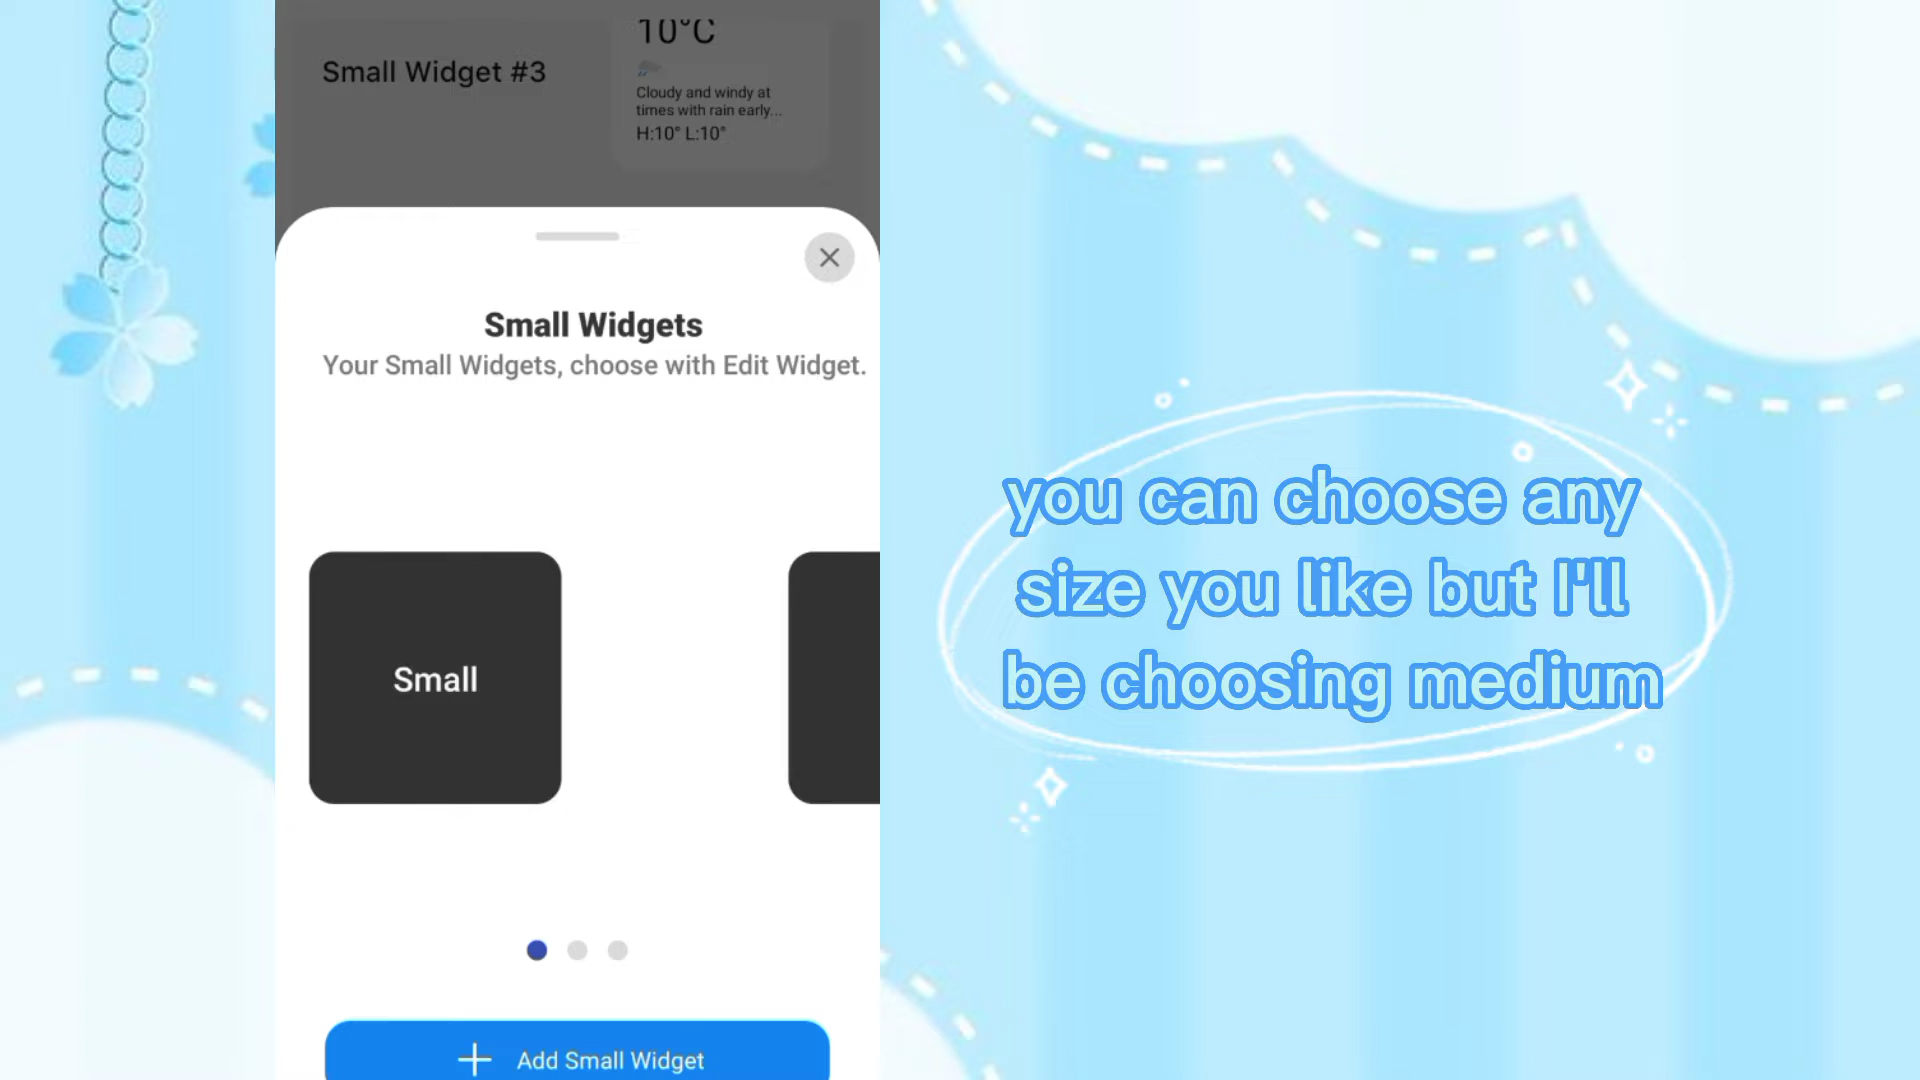 10°C
Small Widget #3
Cloudy and windy at
times with rain early...
H:10° L:10°
Small Widgets
Your Small Widgets, choose with Edit Widget.
Small
Add Small Widget
you can choose any
size you like but I'll
be choosing medium